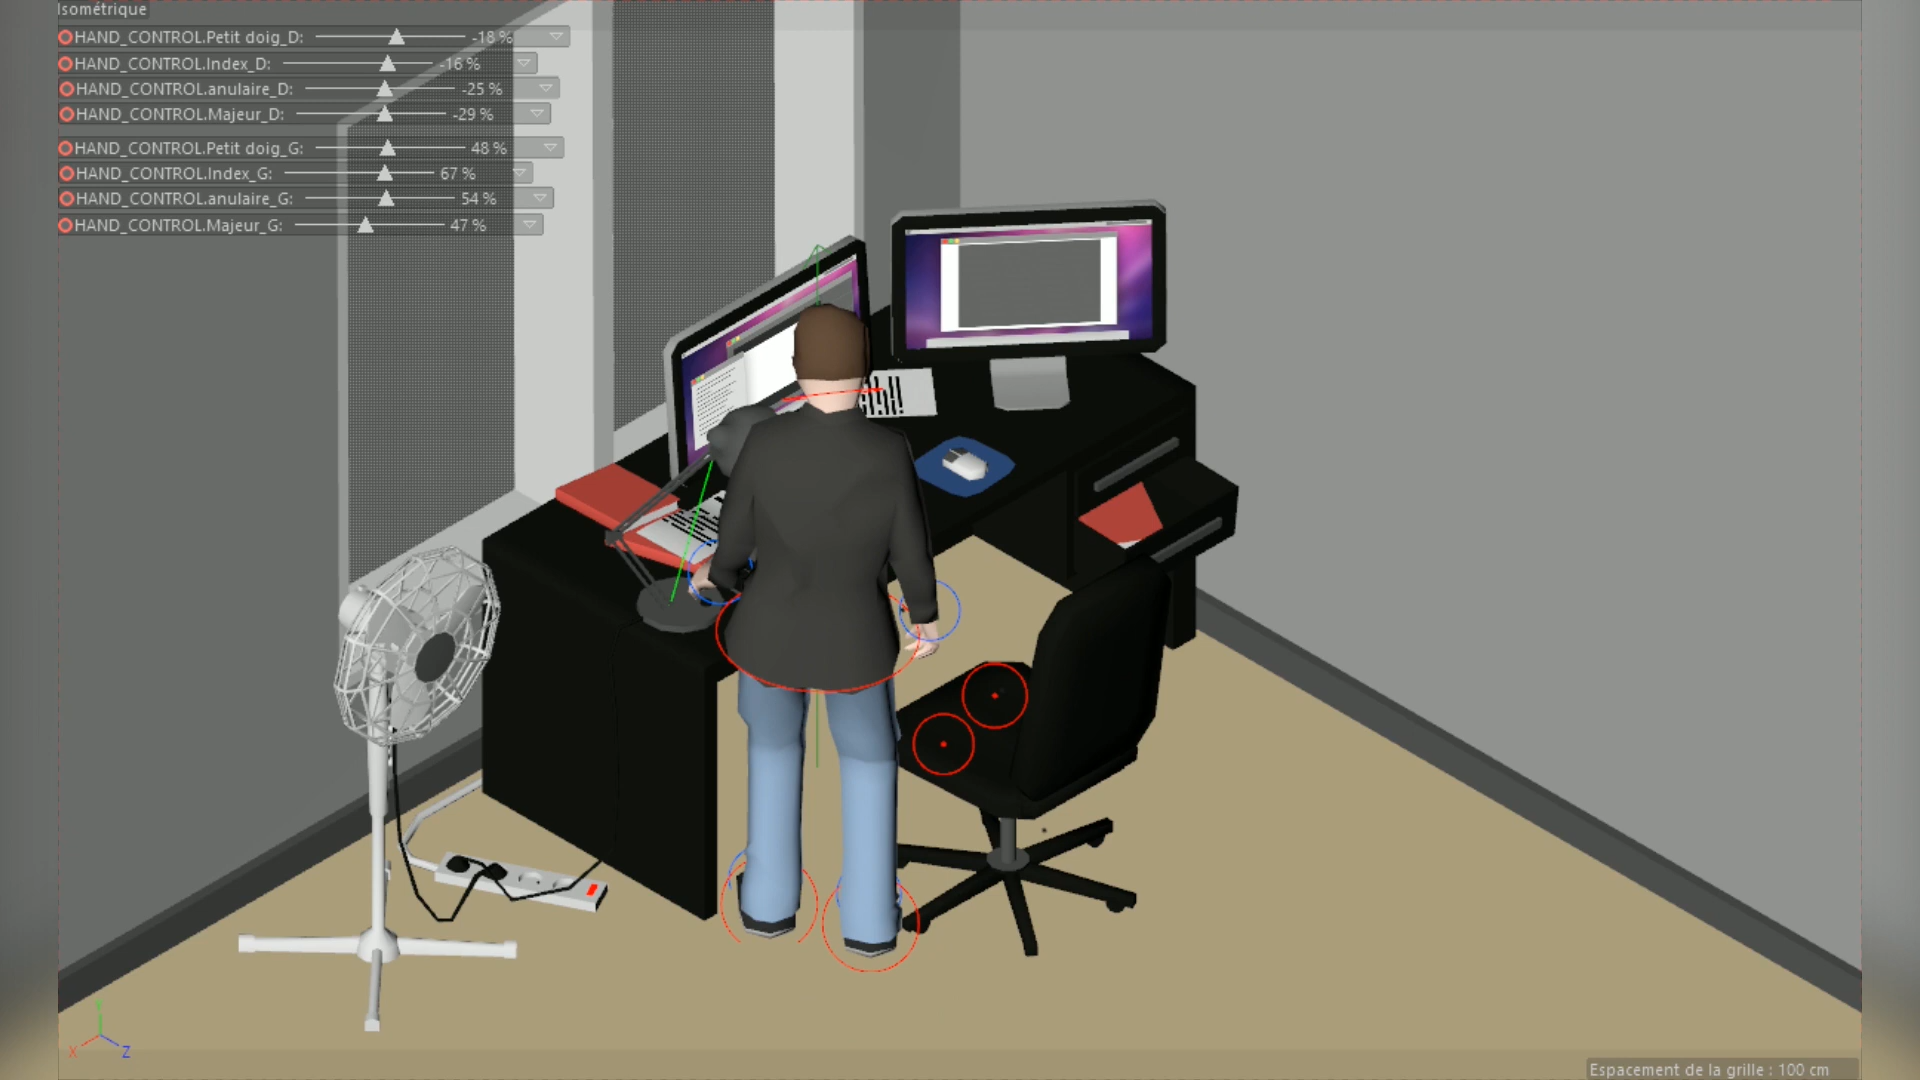 Isométrique
HAND_CONTROL.Petit doig_D: -18 %
HAND_CONTROL.Index_D: -16 %
HAND_CONTROL.anulaire_D: -25 %
HAND_CONTROL.Majeur_D: -29 %
HAND_CONTROL.Petit doig_G: 48 %
HAND_CONTROL.Index_G: 67 %
HAND_CONTROL.anulaire_G: 54 %
HAND_CONTROL.Majeur_G: 47 %
Y
X
Z
Espacement de la grille : 100 cm